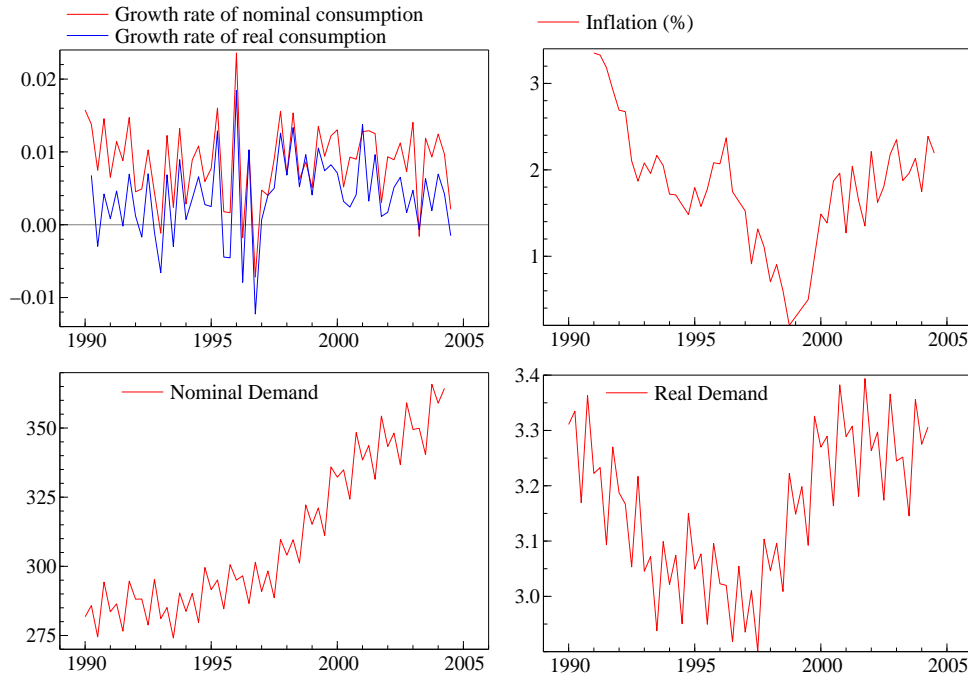 Growth rate of nominal consumption
Growth rate of real consumption
0.02
0.01
0.00
−0.01
1990 1995 2000 2005
Inflation (%)
3
2
1
1990 1995 2000 2005
Nominal Demand
350
325
300
275
1990 1995 2000 2005
Real Demand
3.4
3.3
3.2
3.1
3.0
1990 1995 2000 2005